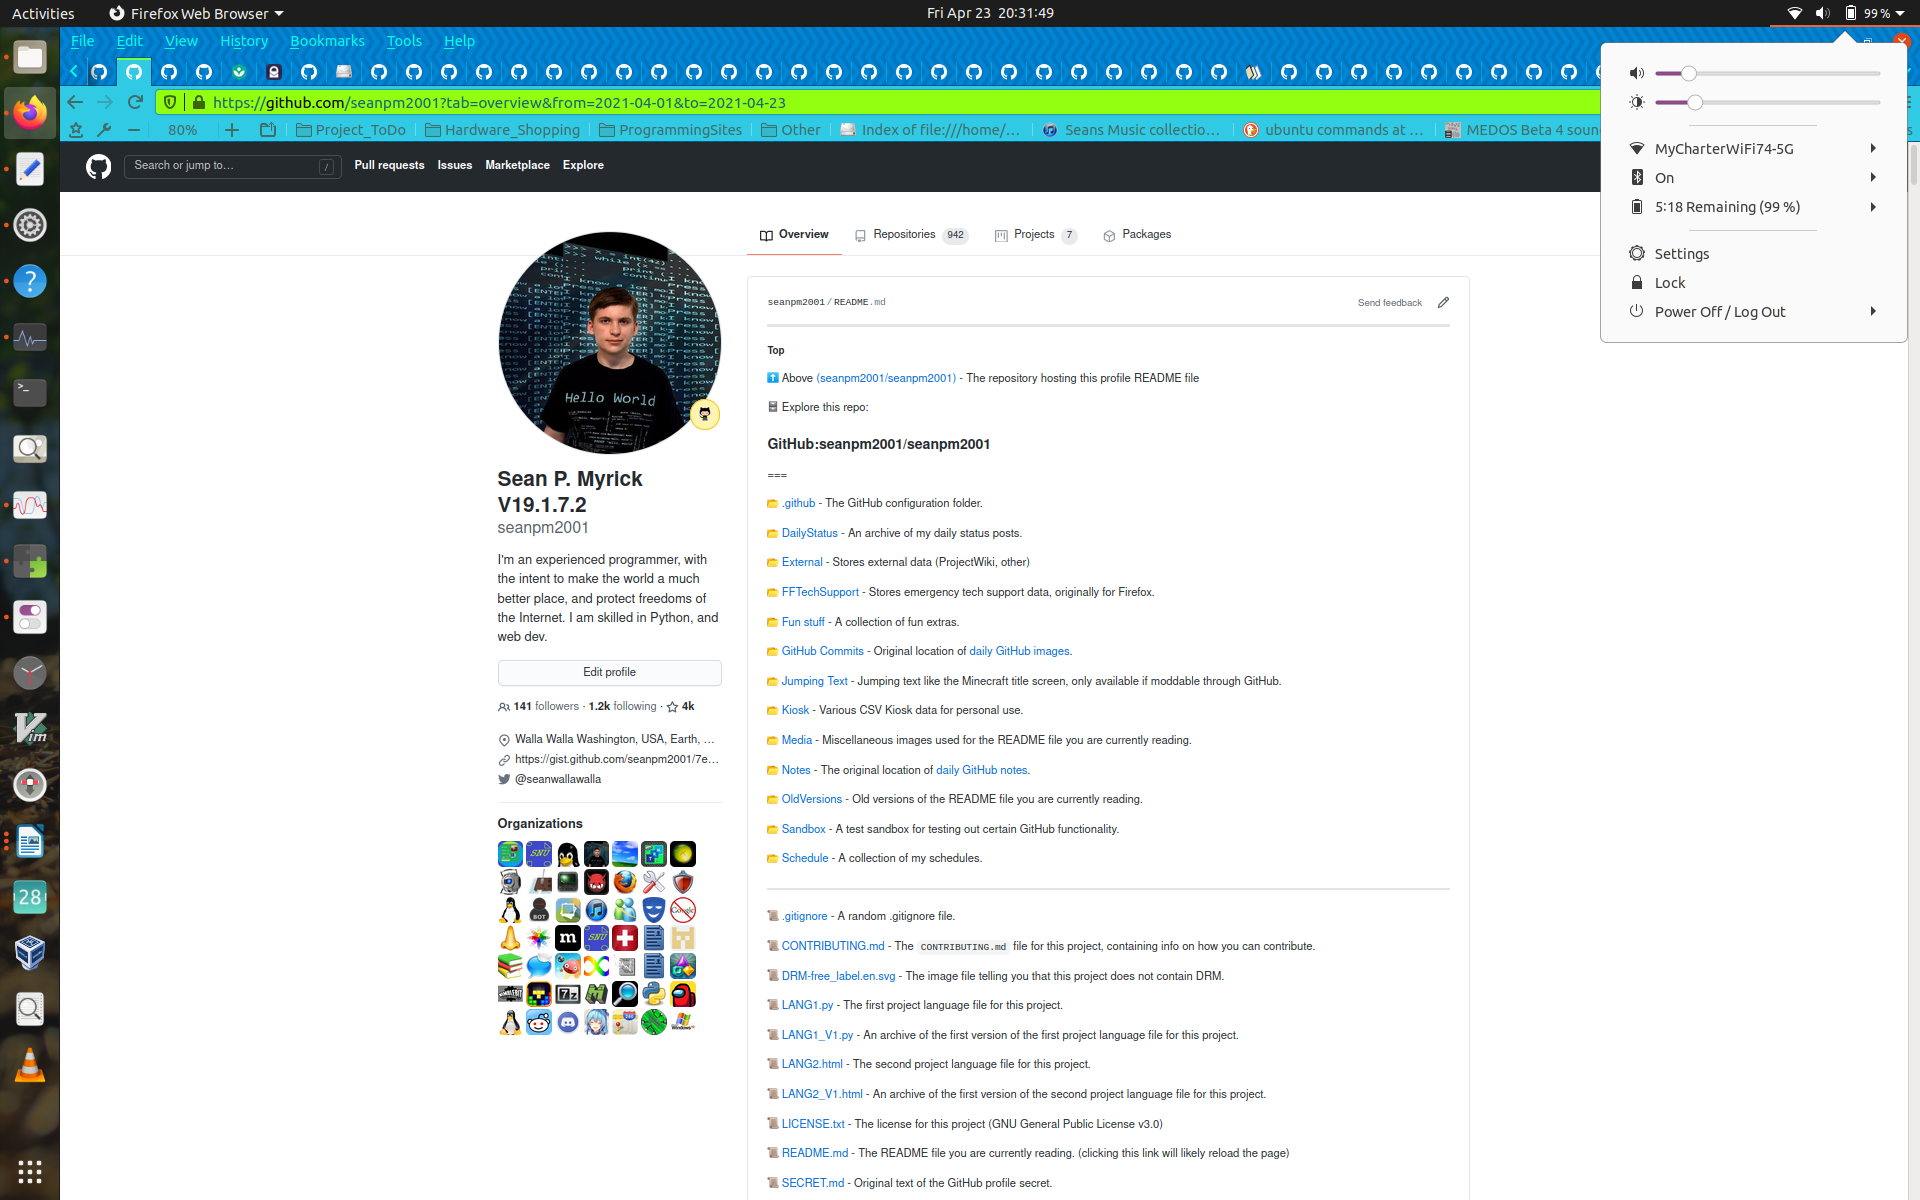 Activities
Firefox Web Browser
Fri Apr 23 20:31:49
99 %
File Edit View History Bookmarks Tools Help
https://github.com/seanpm2001?tab=overview&from=2021-04-01&to=2021-04-23
80%
Project_ToDo
Hardware_Shopping
ProgrammingSites
Other
Index of file:///home/…
Seans Music collectio…
ubuntu commands at …
MEDOS Beta 4 soun
Search or jump to…
/
Pull requests
Issues
Marketplace
Explore
MyCharterWiFi74-5G
On
5:18 Remaining (99 %)
Settings
Lock
Power Off / Log Out
Overview
Repositories 942
Projects 7
Packages
Hello World
Sean P. Myrick
V19.1.7.2
seanpm2001
I'm an experienced programmer, with
the intent to make the world a much
better place, and protect freedoms of
the Internet. I am skilled in Python, and
web dev.
Edit profile
141 followers · 1.2k following · 4k
Walla Walla Washington, USA, Earth, …
https://gist.github.com/seanpm2001/7e…
@seanwallawalla
Organizations
seanpm2001/README.md
Send feedback
Top
Above (seanpm2001/seanpm2001) - The repository hosting this profile README file
Explore this repo:
GitHub:seanpm2001/seanpm2001
===
.github - The GitHub configuration folder.
DailyStatus - An archive of my daily status posts.
External - Stores external data (ProjectWiki, other)
FFTechSupport - Stores emergency tech support data, originally for Firefox.
Fun stuff - A collection of fun extras.
GitHub Commits - Original location of daily GitHub images.
Jumping Text - Jumping text like the Minecraft title screen, only available if moddable through GitHub.
Kiosk - Various CSV Kiosk data for personal use.
Media - Miscellaneous images used for the README file you are currently reading.
Notes - The original location of daily GitHub notes.
OldVersions - Old versions of the README file you are currently reading.
Sandbox - A test sandbox for testing out certain GitHub functionality.
Schedule - A collection of my schedules.
.gitignore - A random .gitignore file.
CONTRIBUTING.md - The CONTRIBUTING.md file for this project, containing info on how you can contribute.
DRM-free_label.en.svg - The image file telling you that this project does not contain DRM.
LANG1.py - The first project language file for this project.
LANG1_V1.py - An archive of the first version of the first project language file for this project.
LANG2.html - The second project language file for this project.
LANG2_V1.html - An archive of the first version of the second project language file for this project.
LICENSE.txt - The license for this project (GNU General Public License v3.0)
README.md - The README file you are currently reading. (clicking this link will likely reload the page)
SECRET.md - Original text of the GitHub profile secret.
28